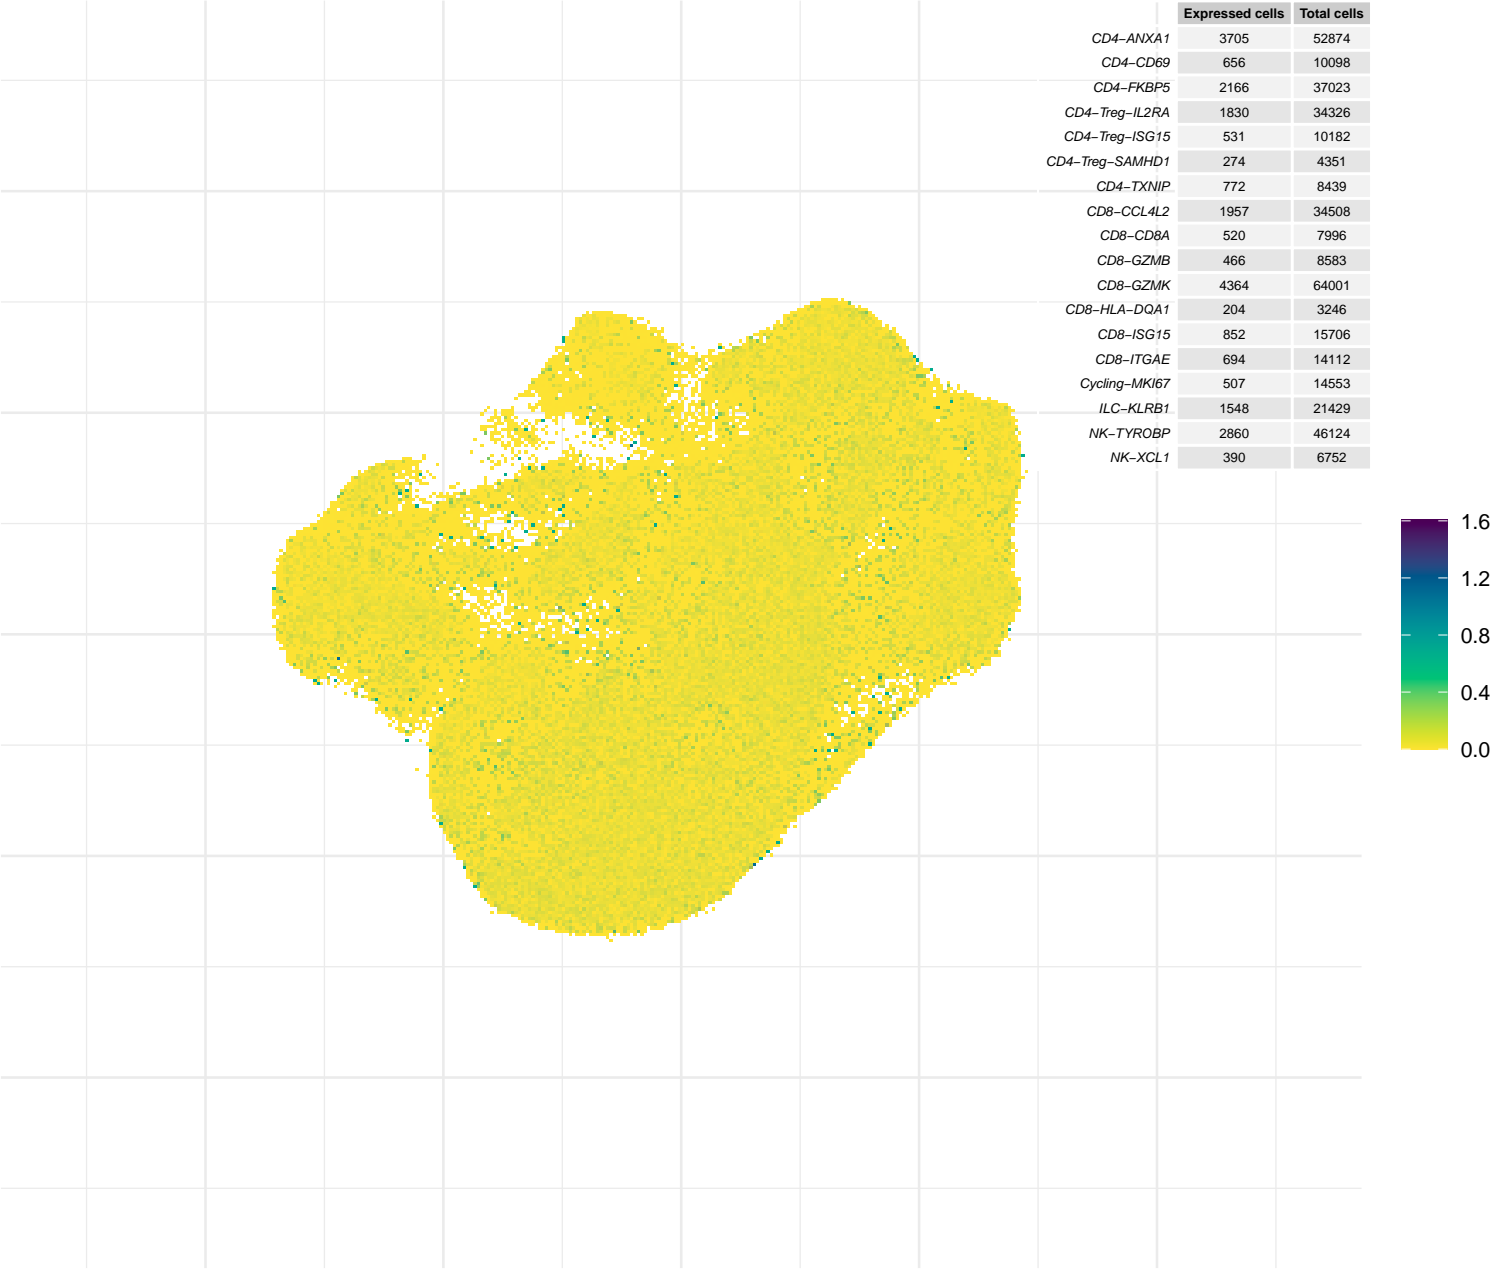 Expressed cells Total cells
CD4−ANXA1 3705 52874
CD4−CD69 656 10098
CD4−FKBP5 2166 37023
CD4−Treg−IL2RA 1830 34326
CD4−Treg−ISG15 531 10182
CD4−Treg−SAMHD1 274 4351
CD4−TXNIP 772 8439
CD8−CCL4L2 1957 34508
CD8−CD8A 520 7996
CD8−GZMB 466 8583
CD8−GZMK 4364 64001
CD8−HLA−DQA1 204 3246
CD8−ISG15 852 15706
CD8−ITGAE 694 14112
Cycling−MKI67 507 14553
ILC−KLRB1 1548 21429
NK−TYROBP 2860 46124
NK−XCL1 390 6752
1.6
1.2
0.8
0.4
0.0